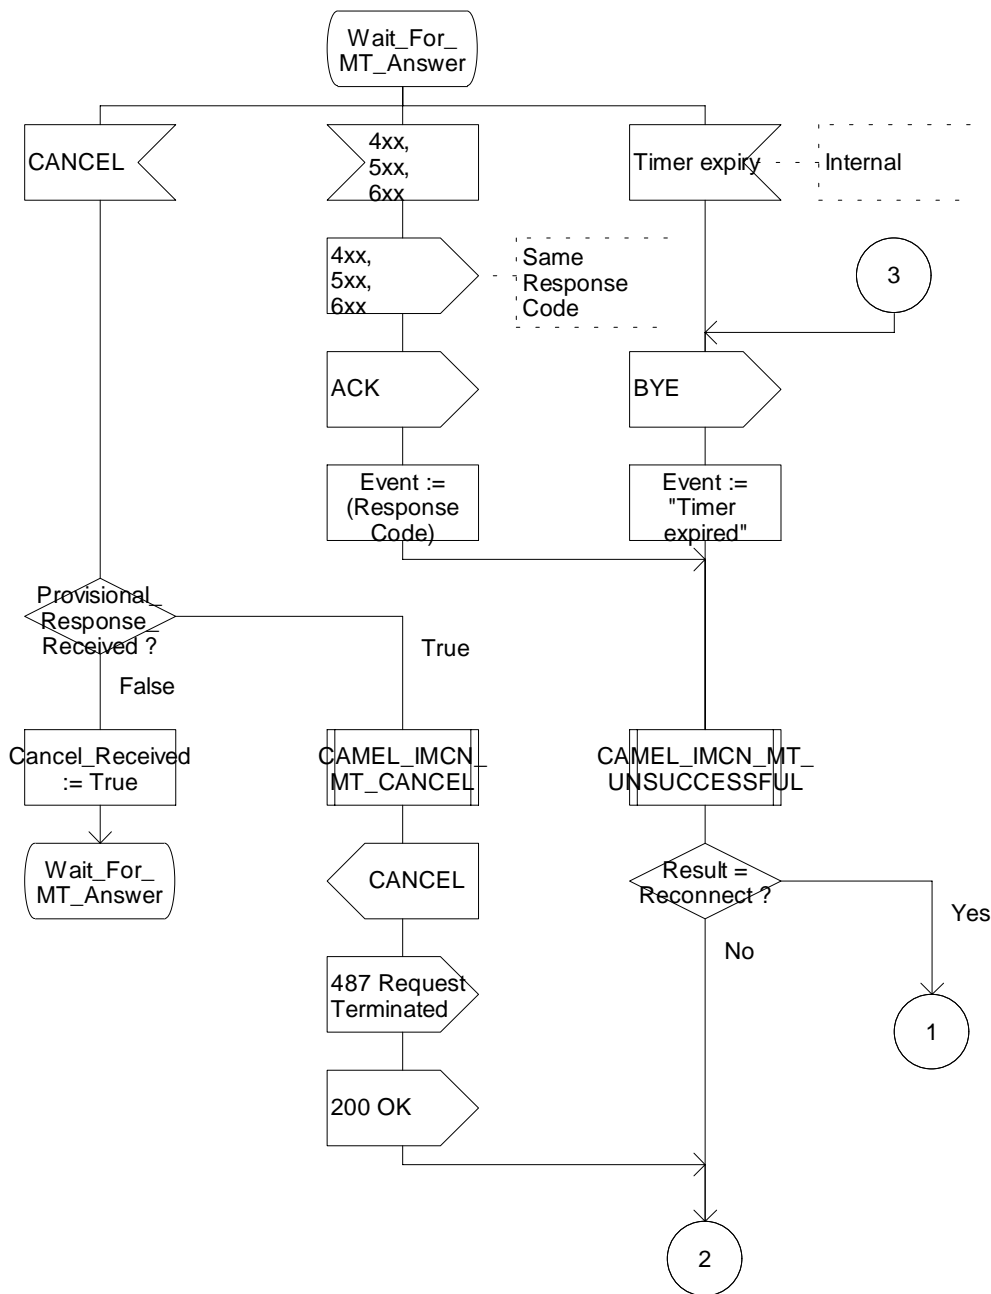 Wait_For_
MT_Answer
CANCEL
4xx,
5xx,
6xx
Timer expiry
Internal
4xx,
5xx,
6xx
Same
Response
Code
3
ACK
BYE
Event :=
(Response
Code)
Event :=
"Timer
expired"
Provisional_
Response_
Received ?
True
False
Cancel_Received
:= True
CAMEL_IMCN_
MT_CANCEL
CAMEL_IMCN_MT_
UNSUCCESSFUL
Wait_For_
MT_Answer
CANCEL
Result =
Reconnect ?
Yes
No
487 Request
Terminated
1
200 OK
2